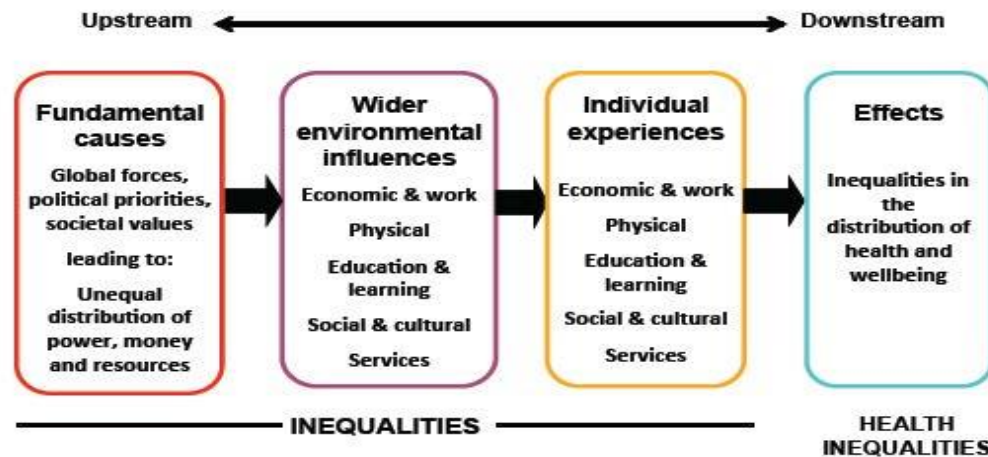 Upstream
Downstream
Fundamental
causes
Global forces,
political priorities,
societal values
leading to:
Unequal
distribution of
power, money
and resources
Wider
environmental
influences
Economic & work
Physical
Education &
learning
Social & cultural
Services
Individual
experiences
Economic & work
Physical
Education &
learning
Social & cultural
Services
Effects
Inequalities in
the
distribution of
health and
wellbeing
INEQUALITIES
HEALTH
INEQUALITIES